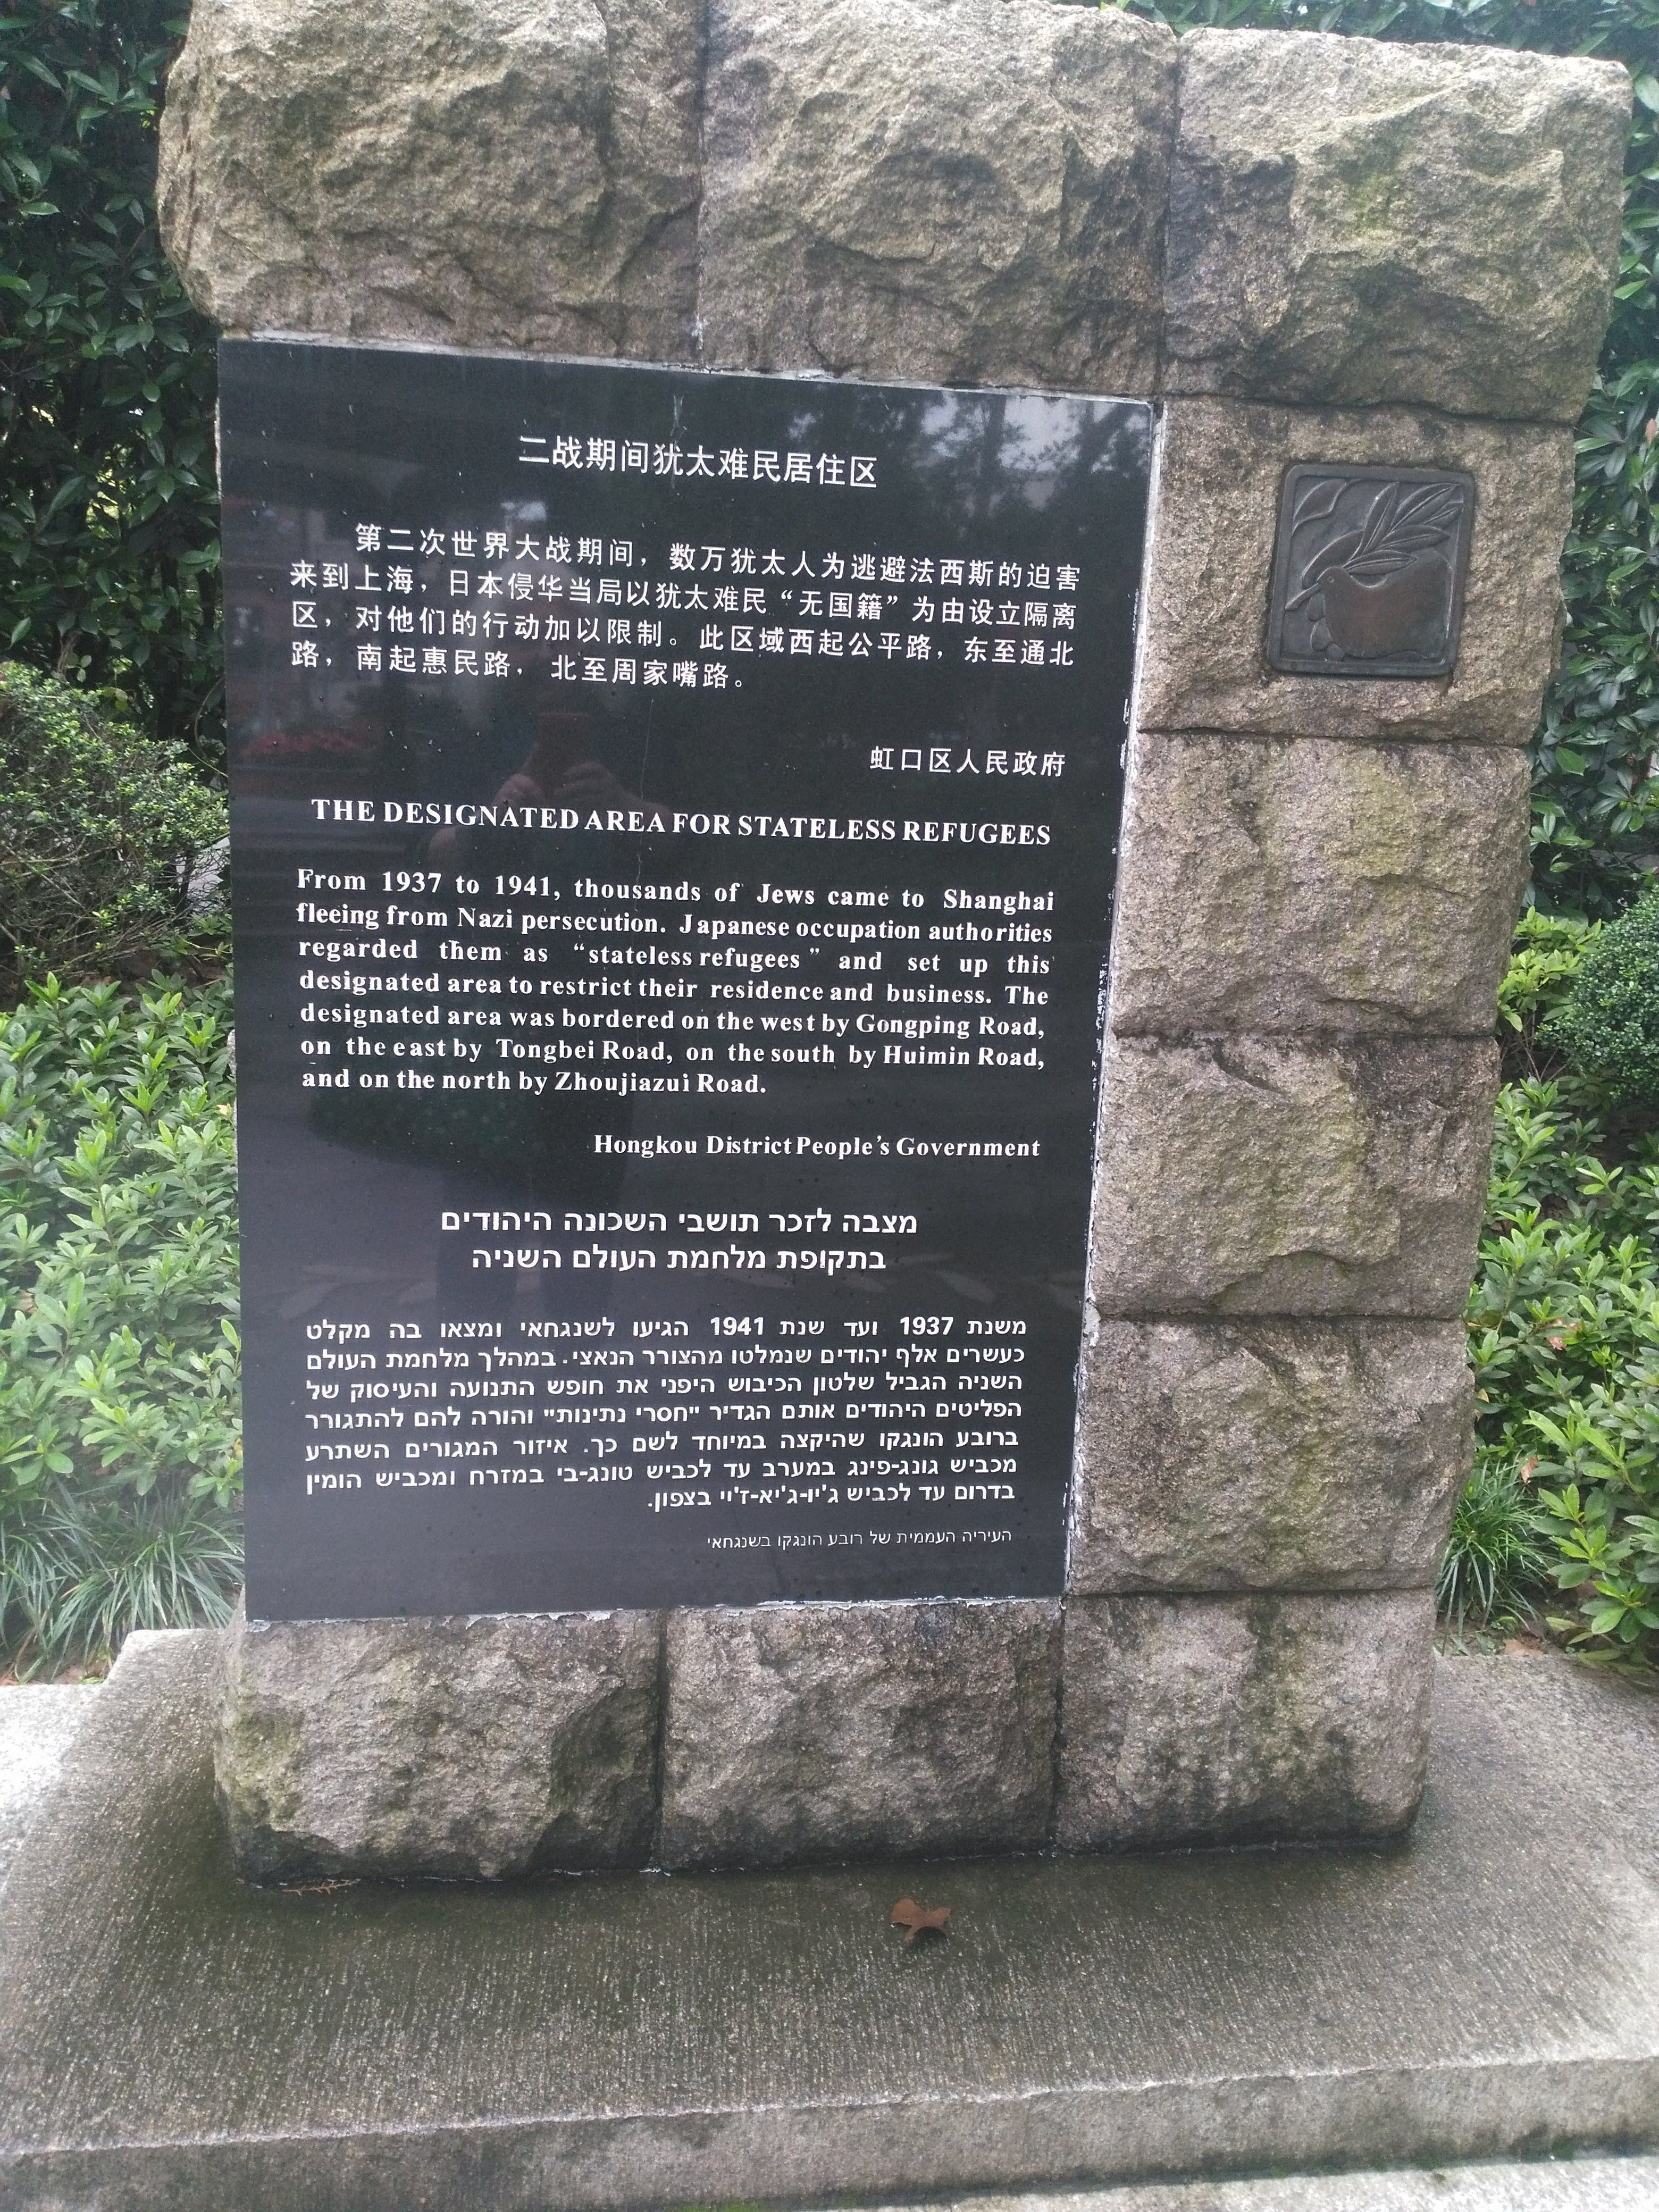 二战期间犹太难民居住区
第二次世界大战期间，数万犹太人为逃避法西斯的迫害
来到上海，日本侵华当局以犹太难民“无国籍”为由设立隔离
区，对他们的行动加以限制。此区域西起公平路，东至通北
路，南起惠民路，北至周家嘴路。
虹口区人民政府
THE DESIGNATED AREA FOR STATELESS REFUGEES
From 1937 to 1941, thousands of Jews came to Shanghai
fleeing from Nazi persecution. Japanese occupation authorities
regarded them as “stateless refugees” and set up this
designated area to restrict their residence and business. The
designated area was bordered on the west by Gongping Road,
on the east by Tongbei Road, on the south by Huimin Road,
and on the north by Zhoujiazui Road.
Hongkou District People’s Government
מצבה לזכר תושבי השכונה היהודים
בתקופת מלחמת העולם השניה
משנת 1937 ועד שנת 1941 הגיעו לשנגחאי ומצאו בה מקלט
כעשרים אלף יהודים שנמלטו מהצורר הנאצי. במהלך מלחמת העולם
השניה הגביל שלטון הכיבוש היפני את חופש התנועה והעיסוק של
הפליטים היהודים אותם הגדיר "חסרי נתינות" והורה להם להתגורר
ברובע הונגקו שהיקצה במיוחד לשם כך. איזור המגורים השתרע
מכביש גונג-פינג במערב עד לכביש טונג-בי במזרח ומכביש הומין
בדרום עד לכביש ג'יו-ג'יא-ז'יי בצפון.
העיריה העממית של רובע הונגקו בשנגחאי